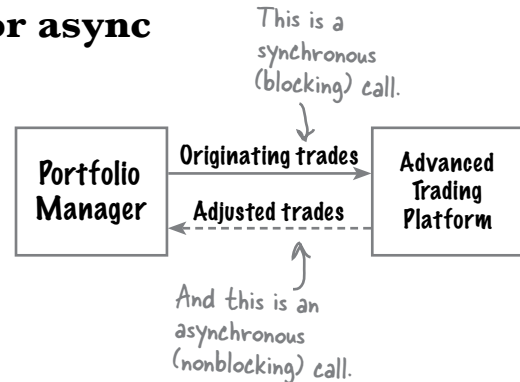 or async
This is a
synchronous
(blocking) call.
Portfolio
Manager
Originating trades
Adjusted trades
Advanced
Trading
Platform
And this is an
asynchronous
(nonblocking) call.